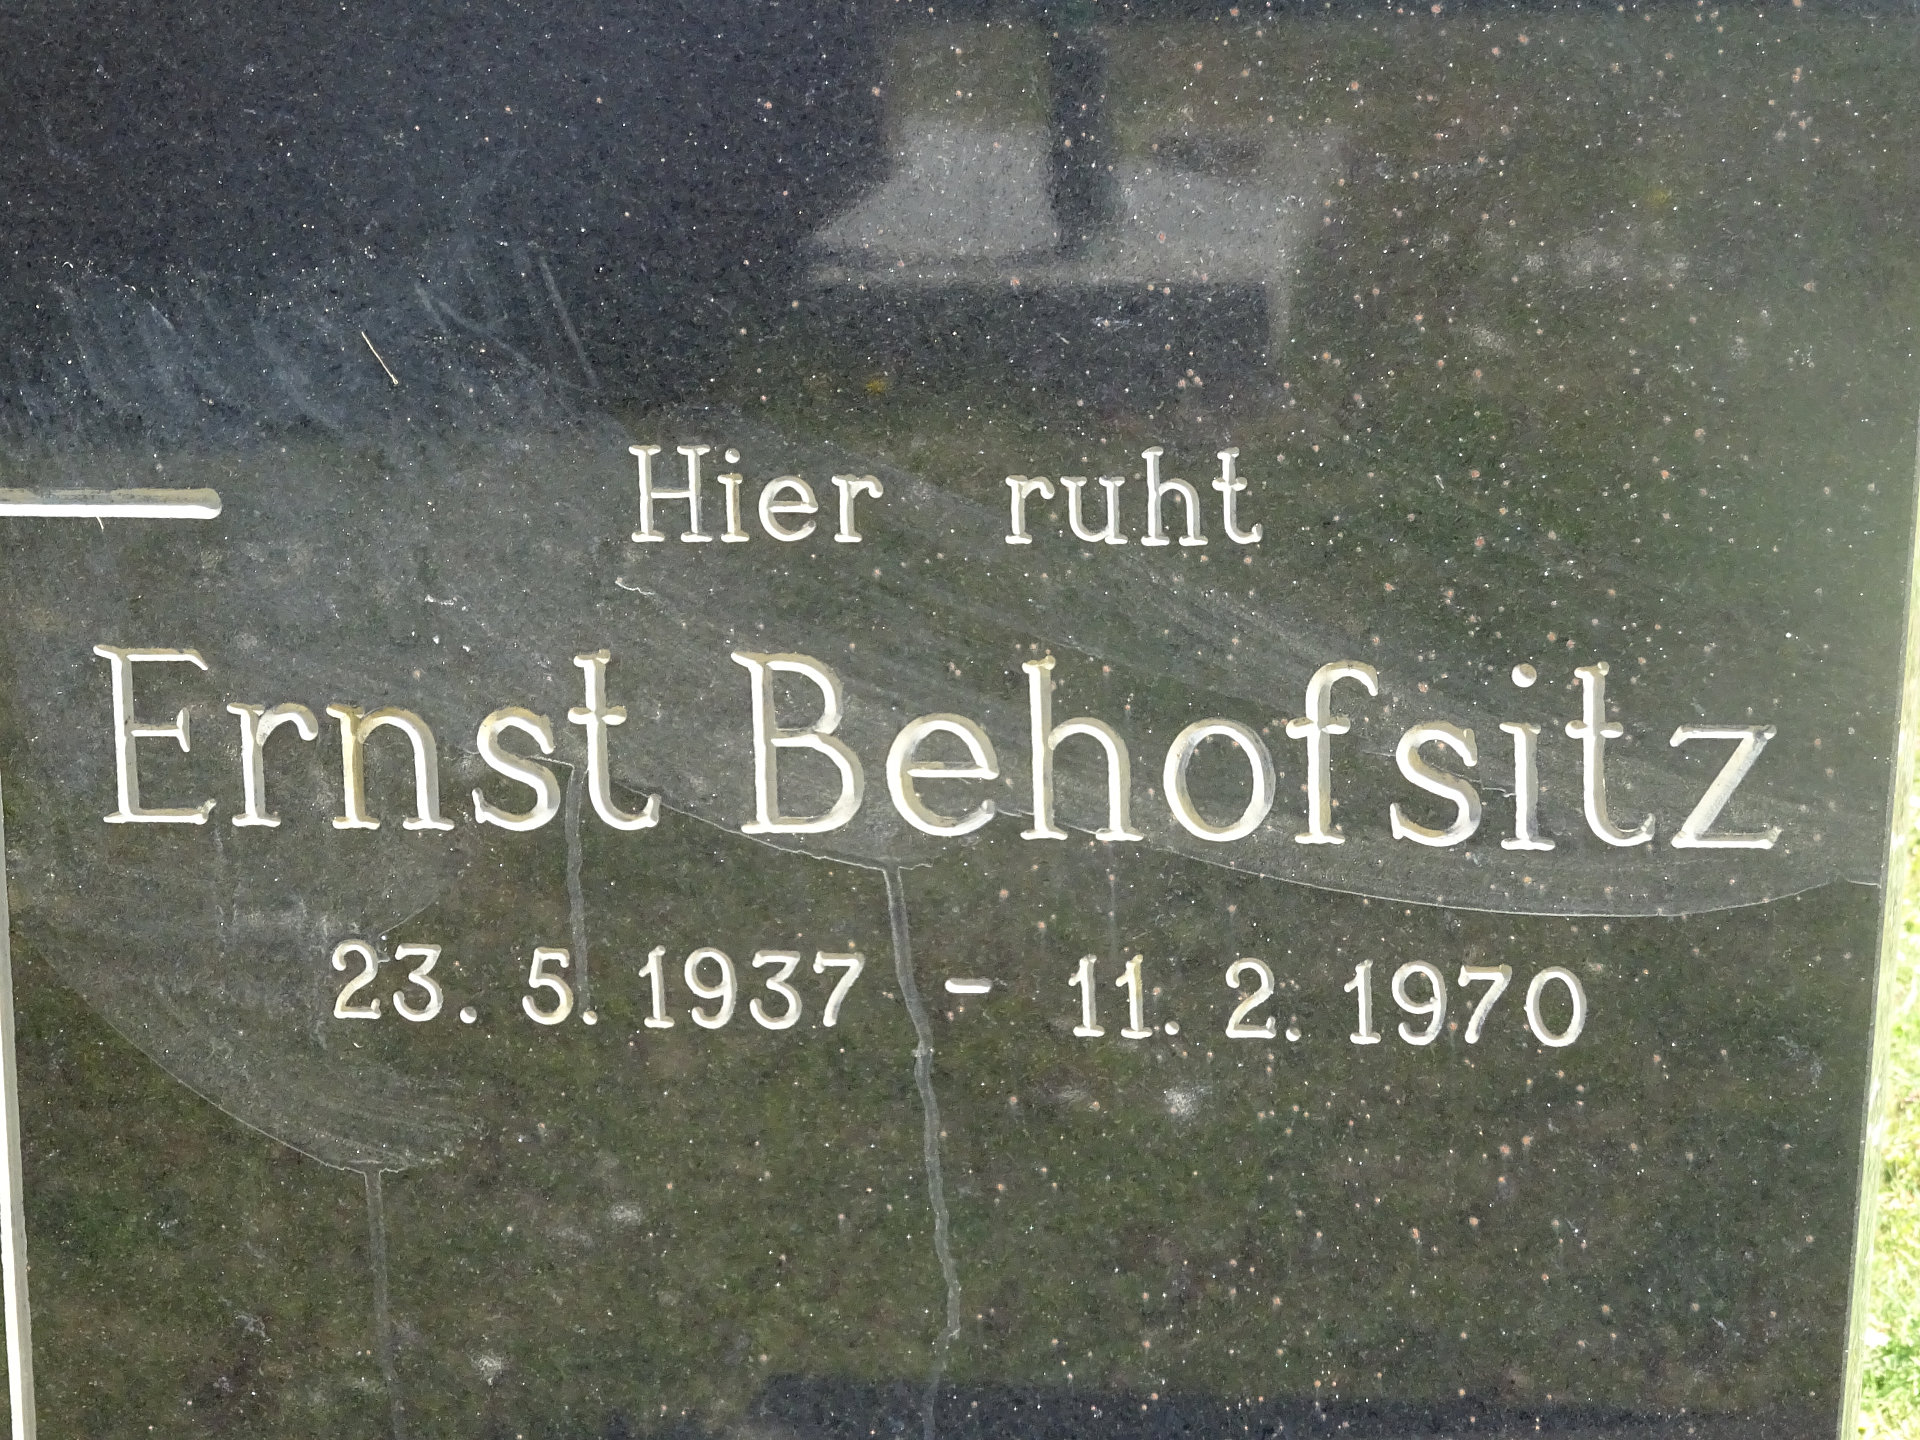 Hier ruht
Ernst Behofsitz
23. 5. 1937 - 11. 2. 1970